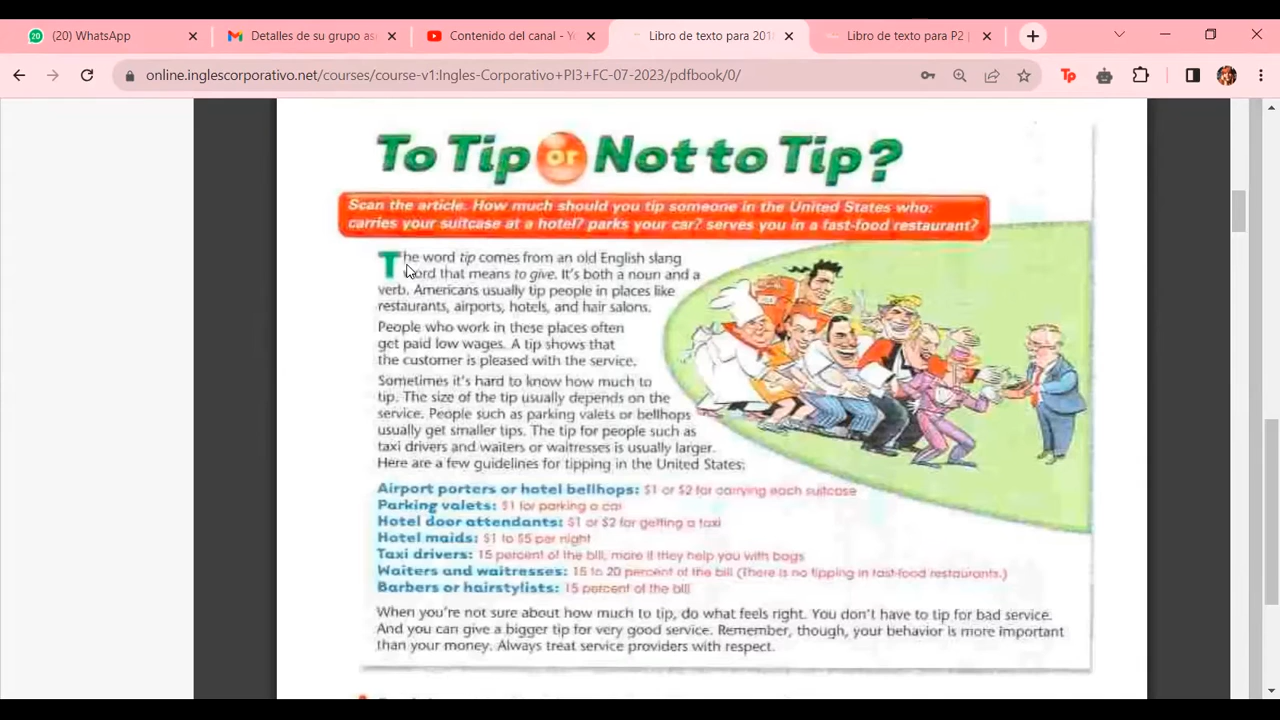 (20) WhatsApp
Detalles de su grupo as
Contenido del canal - Y
Libro de texto para 201
Libro de texto para P2 |
online.inglescorporativo.net/courses/course-v1:Ingles-Corporativo+PI3+FC-07-2023/pdfbook/0/
To Tip or Not to Tip?
Scan the article. How much should you tip someone in the United States who:
carries your suitcase at a hotel? parks your car? serves you in a fast-food restaurant?
The word tip comes from an old English slang
word that means to give. It's both a noun and a
verb. Americans usually tip people in places like
restaurants, airports, hotels, and hair salons.
People who work in these places often
get paid low wages. A tip shows that
the customer is pleased with the service.
Sometimes it's hard to know how much to
tip. The size of the tip usually depends on the
service. People such as parking valets or bellhops
usually get smaller tips. The tip for people such as
taxi drivers and waiters or waitresses is usually larger.
Here are a few guidelines for tipping in the United States:
Airport porters or hotel bellhops: $1 or $2 for carrying each suitcase
Parking valets: $1 for parking a car
Hotel door attendants: $1 or $2 for getting a taxi
Hotel maids: $1 to $5 per night
Taxi drivers: 15 percent of the bill, more if they help you with bags
Waiters and waitresses: 15 to 20 percent of the bill (There is no tipping in fast-food restaurants.)
Barbers or hairstylists: 15 percent of the bill
When you're not sure about how much to tip, do what feels right. You don't have to tip for bad service.
And you can give a bigger tip for very good service. Remember, though, your behavior is more important
than your money. Always treat service providers with respect.